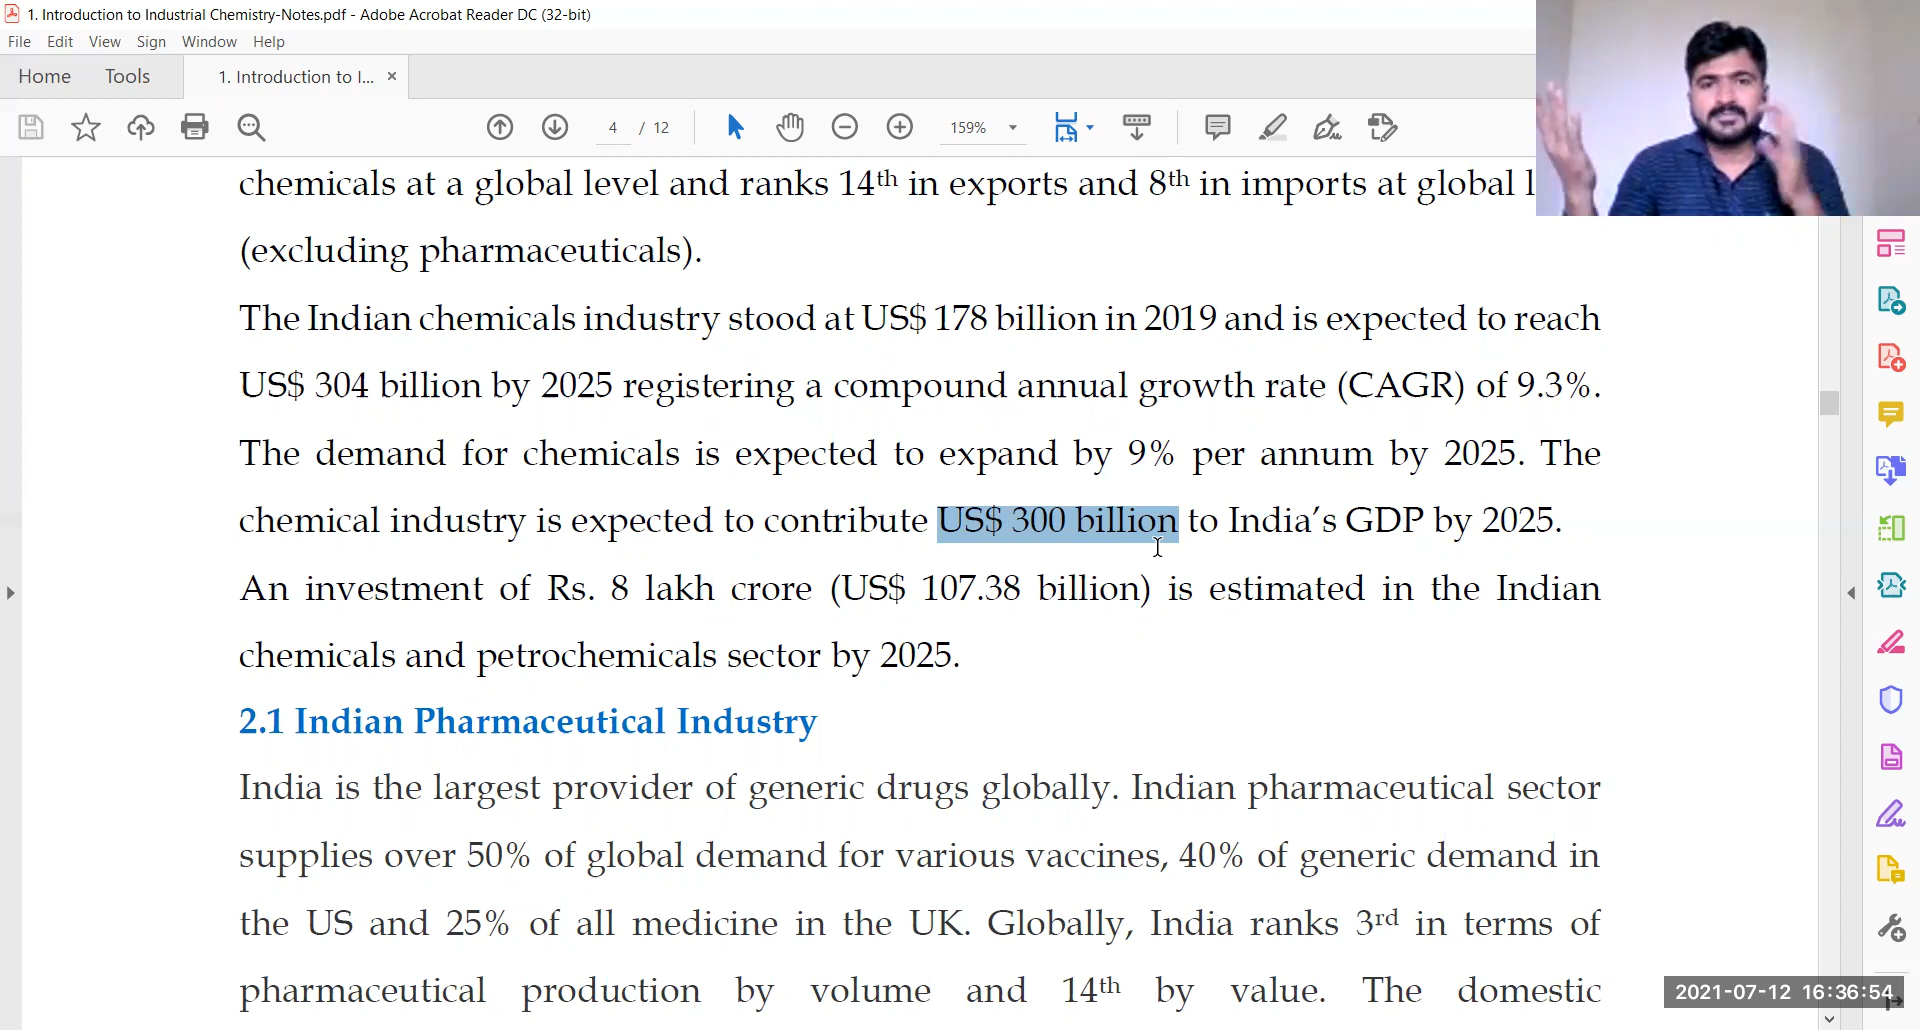 1. Introduction to Industrial Chemistry-Notes.pdf - Adobe Acrobat Reader DC (32-bit)
File Edit View Sign Window Help
Home Tools 1. Introduction to I... ×
4 / 12 159%
chemicals at a global level and ranks 14th in exports and 8th in imports at global l
(excluding pharmaceuticals).
The Indian chemicals industry stood at US$ 178 billion in 2019 and is expected to reach
US$ 304 billion by 2025 registering a compound annual growth rate (CAGR) of 9.3%.
The demand for chemicals is expected to expand by 9% per annum by 2025. The
chemical industry is expected to contribute US$ 300 billion to India's GDP by 2025.
An investment of Rs. 8 lakh crore (US$ 107.38 billion) is estimated in the Indian
chemicals and petrochemicals sector by 2025.
2.1 Indian Pharmaceutical Industry
India is the largest provider of generic drugs globally. Indian pharmaceutical sector
supplies over 50% of global demand for various vaccines, 40% of generic demand in
the US and 25% of all medicine in the UK. Globally, India ranks 3rd in terms of
pharmaceutical production by volume and 14th by value. The domestic
2021-07-12 16:36:54